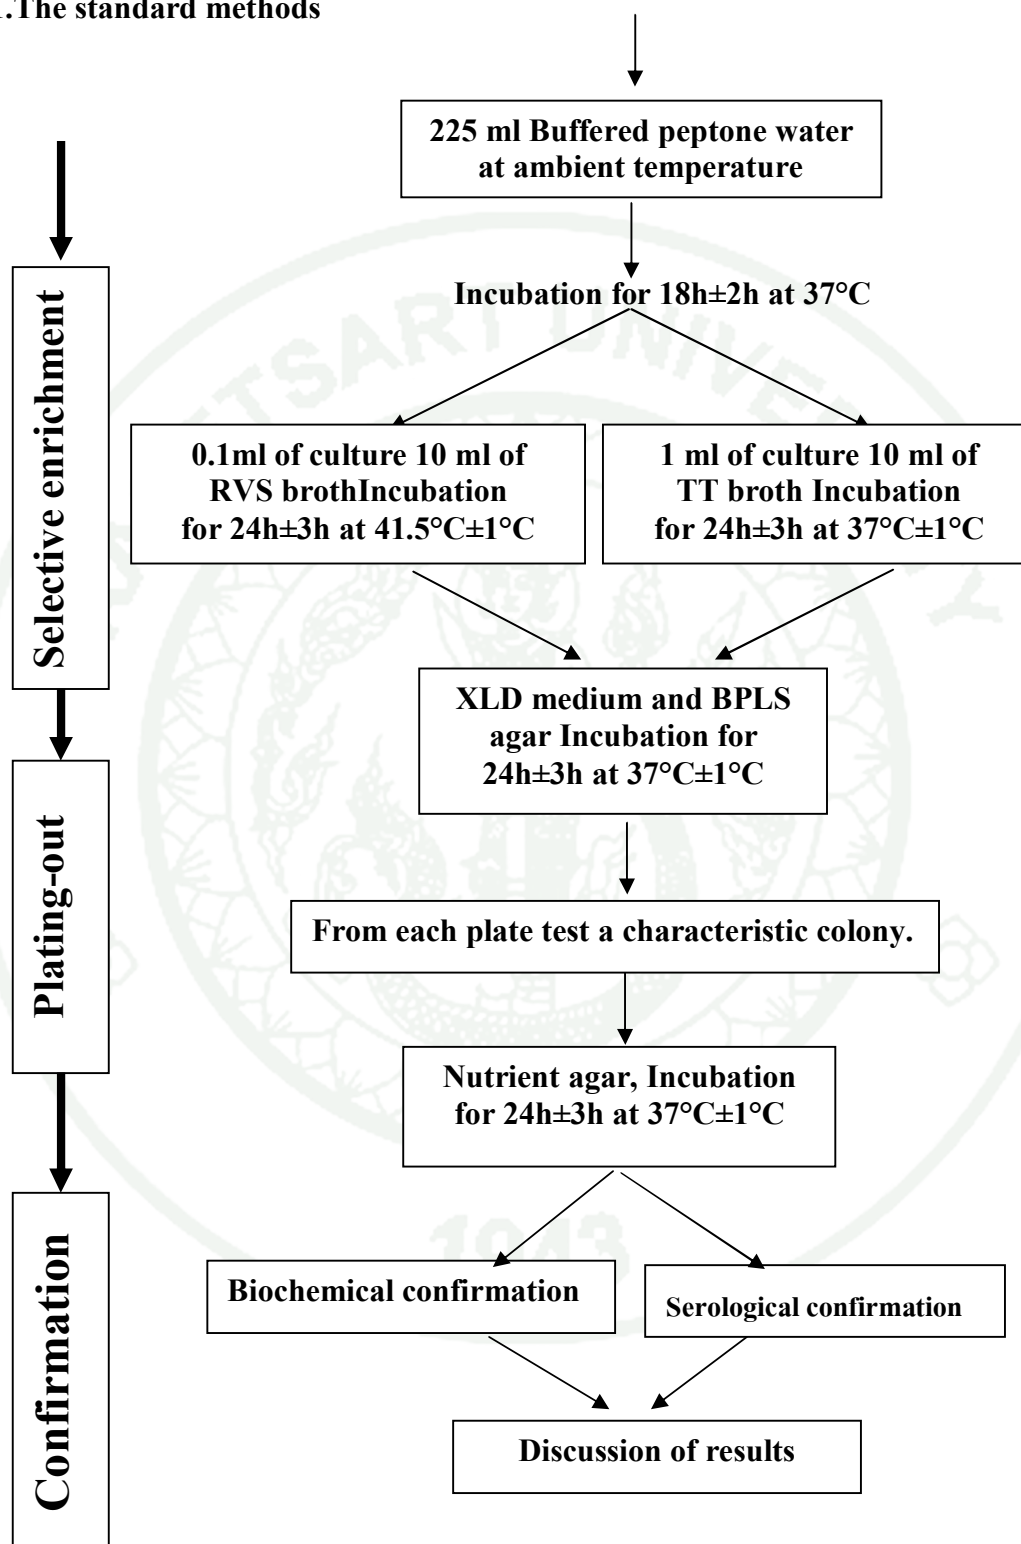 .The standard methods
225 ml Buffered peptone water
at ambient temperature
Incubation for 18h±2h at 37°C
Selective enrichment
0.1ml of culture 10 ml of
RVS brothIncubation
for 24h±3h at 41.5°C±1°C
1 ml of culture 10 ml of
TT broth Incubation
for 24h±3h at 37°C±1°C
XLD medium and BPLS
agar Incubation for
24h±3h at 37°C±1°C
Plating-out
From each plate test a characteristic colony.
Nutrient agar, Incubation
for 24h±3h at 37°C±1°C
Confirmation
Biochemical confirmation
Serological confirmation
Discussion of results
TSART UNIVERSITY
1943